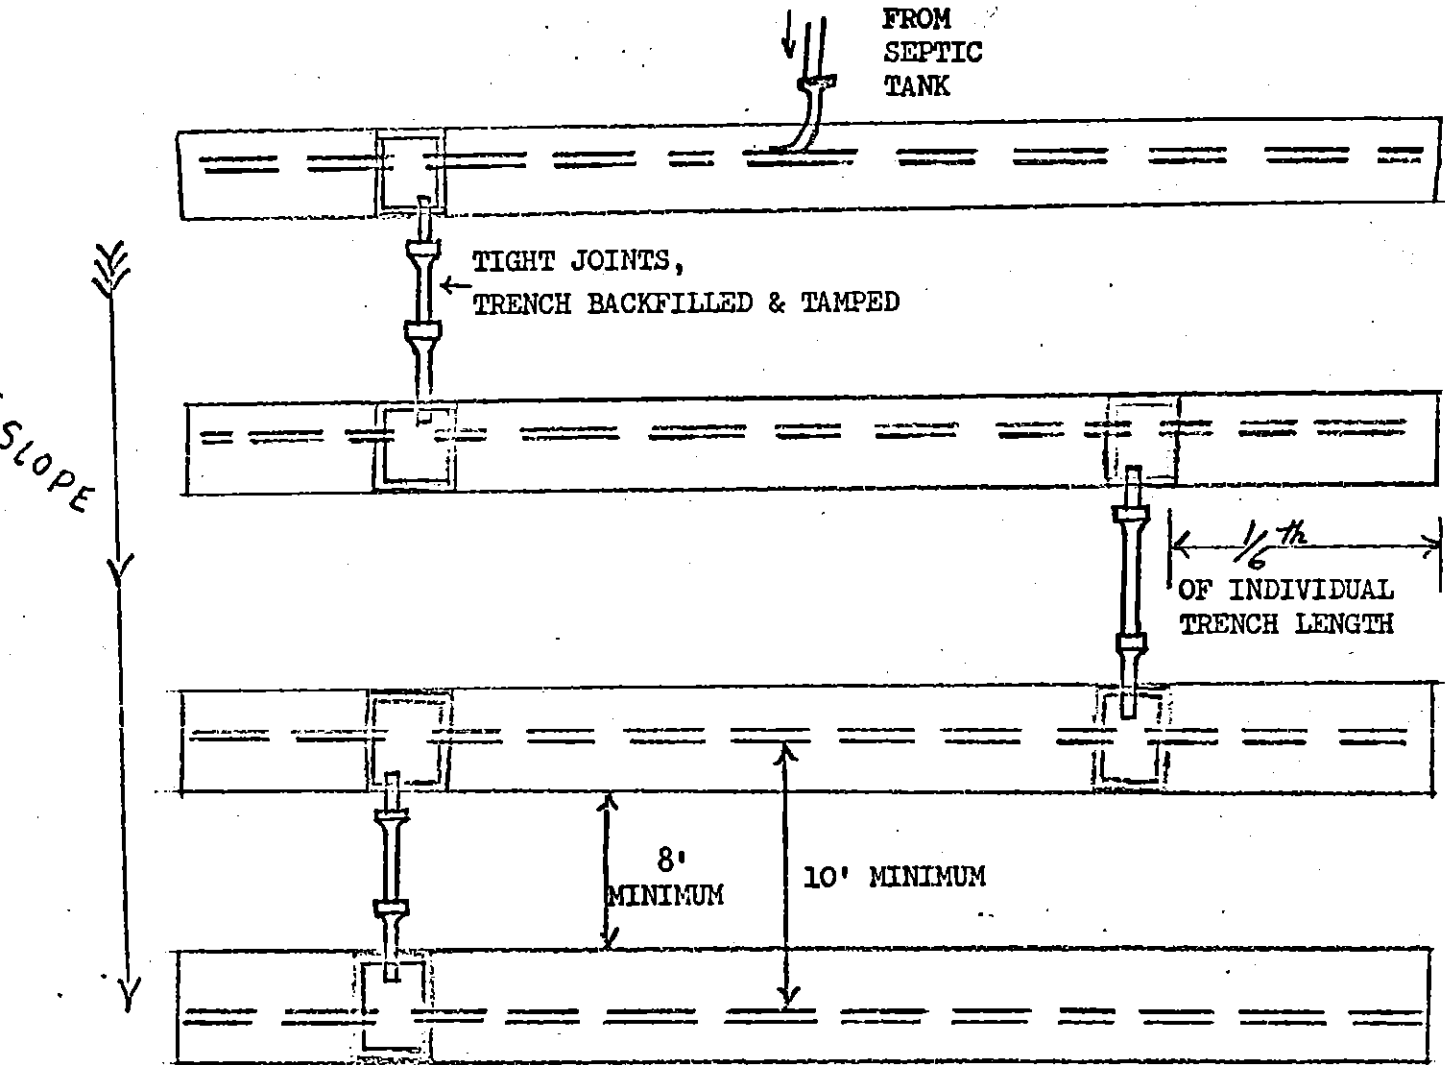 FROM
SEPTIC
TANK
TIGHT JOINTS,
TRENCH BACKFILLED & TAMPED
SLOPE
1/6th
OF INDIVIDUAL
TRENCH LENGTH
8'
MINIMUM
10' MINIMUM